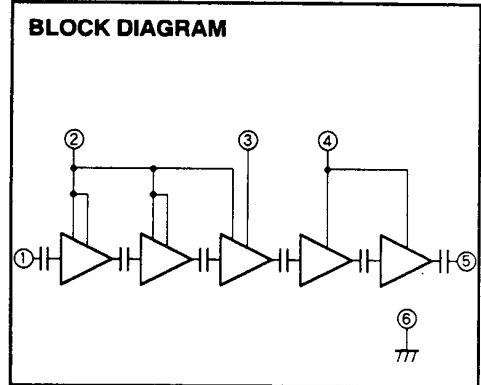 BLOCK DIAGRAM
② ③ ④
① ⑤
⑥